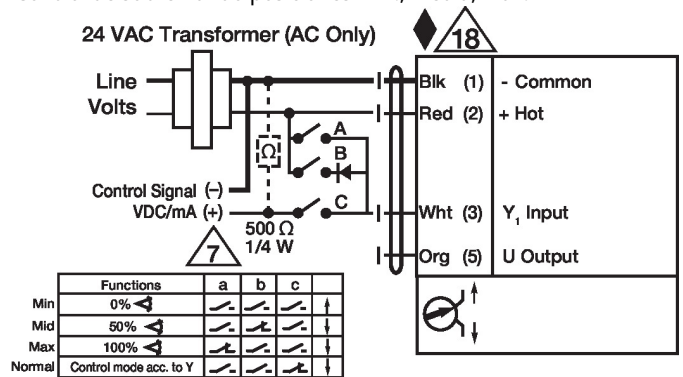 24 VAC Transformer (AC Only)
18
Line
Volts
Blk (1) - Common
Red (2) + Hot
A
Ω
B
Control Signal (–)
VDC/mA (+)
C
Wht (3) Y1 Input
500 Ω
1/4 W
7
Org (5) U Output
Functions a b c
Min 0%
Mid 50%
Max 100%
Normal Control mode acc. to Y